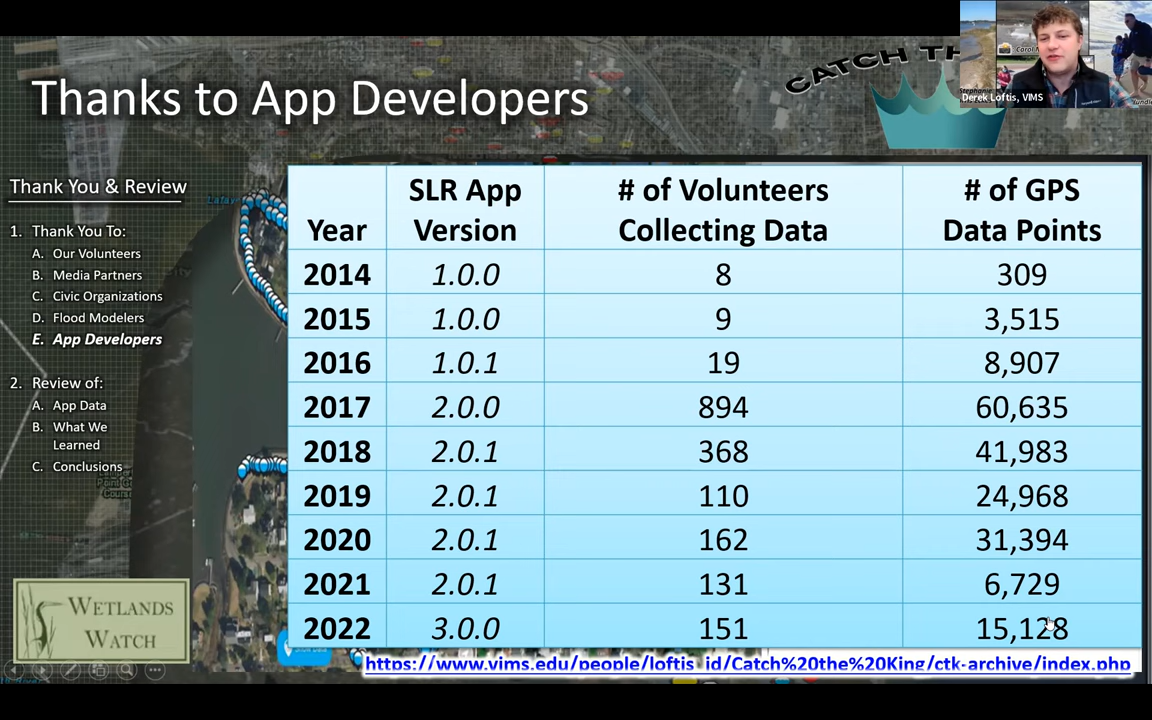 Thanks to App Developers
CATCH TH
Derek Loftis, VIMS
Thank You & Review
1. Thank You To:
A. Our Volunteers
B. Media Partners
C. Civic Organizations
D. Flood Modelers
E. App Developers
2. Review of:
A. App Data
B. What We
Learned
C. Conclusions
WETLANDS
WATCH
Year SLR App Version # of Volunteers Collecting Data # of GPS Data Points
2014 1.0.0 8 309
2015 1.0.0 9 3,515
2016 1.0.1 19 8,907
2017 2.0.0 894 60,635
2018 2.0.1 368 41,983
2019 2.0.1 110 24,968
2020 2.0.1 162 31,394
2021 2.0.1 131 6,729
2022 3.0.0 151 15,128
https://www.vims.edu/people/loftis_jd/Catch%20the%20King/ctk-archive/index.php